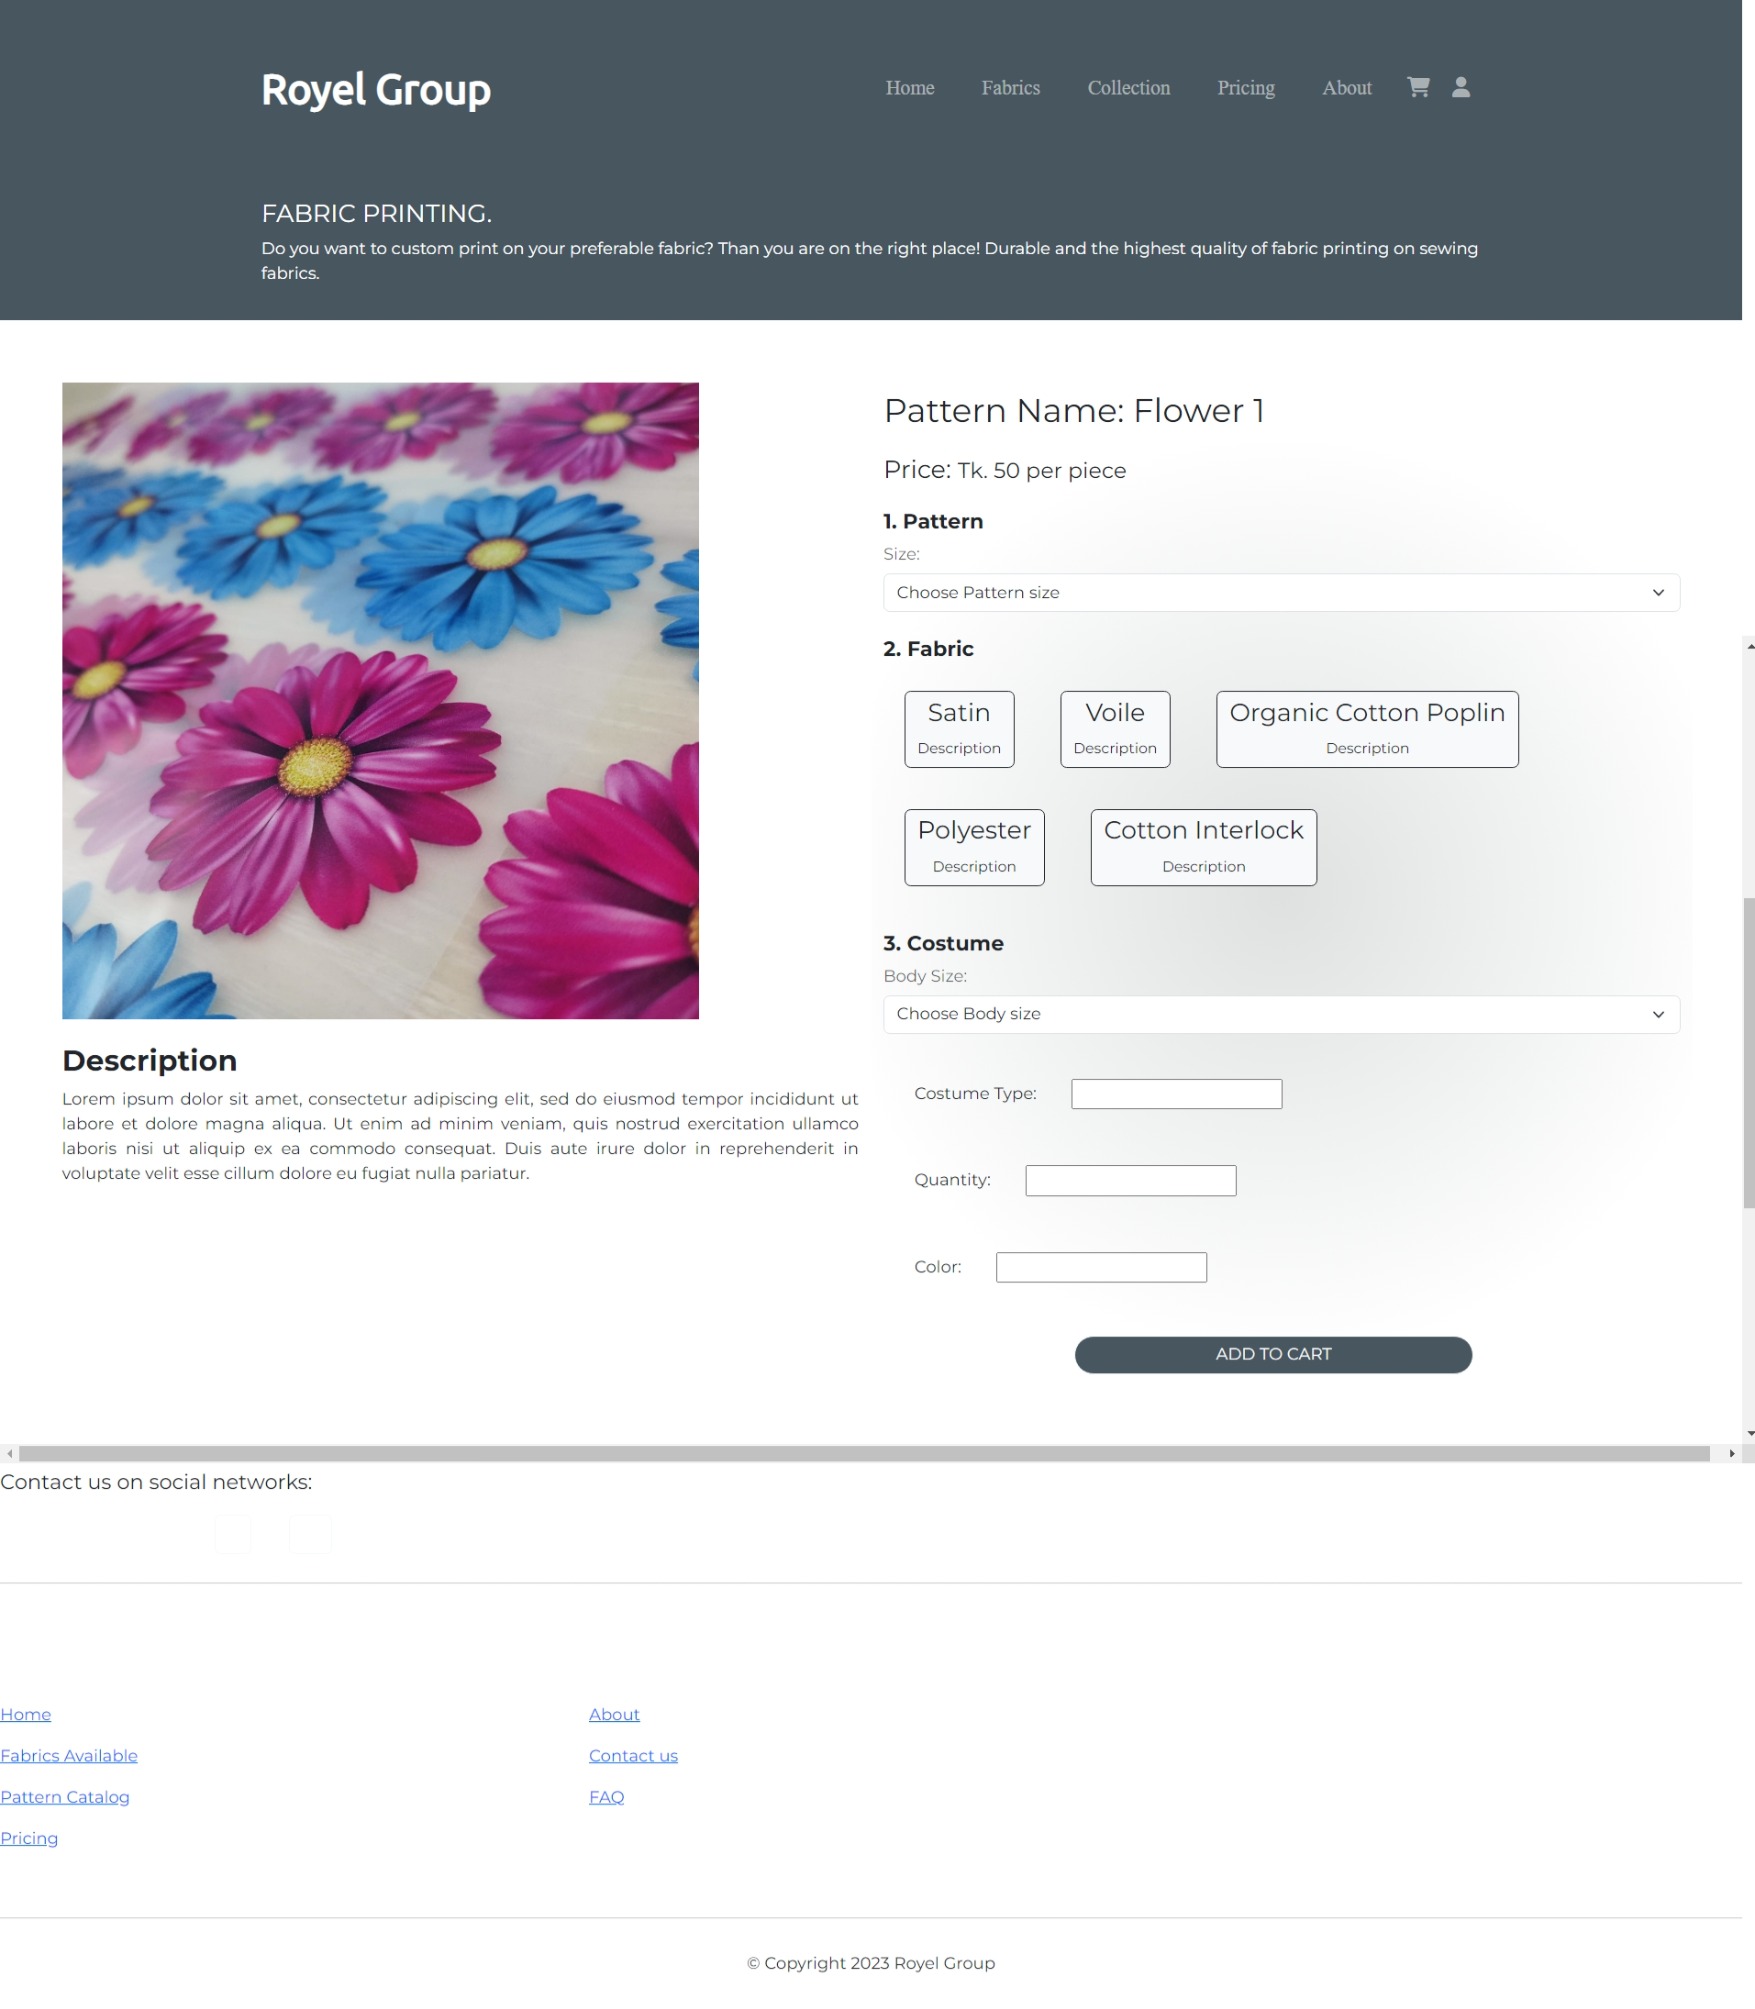 Royel Group
Home Fabrics Collection Pricing About
FABRIC PRINTING.
Do you want to custom print on your preferable fabric? Than you are on the right place! Durable and the highest quality of fabric printing on sewing
fabrics.
Pattern Name: Flower 1
Price: Tk. 50 per piece
1. Pattern
Size:
Choose Pattern size
2. Fabric
Satin
Description
Voile
Description
Organic Cotton Poplin
Description
Polyester
Description
Cotton Interlock
Description
3. Costume
Body Size:
Choose Body size
Costume Type:
Quantity:
Color:
ADD TO CART
Description
Lorem ipsum dolor sit amet, consectetur adipiscing elit, sed do eiusmod tempor incididunt ut
labore et dolore magna aliqua. Ut enim ad minim veniam, quis nostrud exercitation ullamco
laboris nisi ut aliquip ex ea commodo consequat. Duis aute irure dolor in reprehenderit in
voluptate velit esse cillum dolore eu fugiat nulla pariatur.
Contact us on social networks:
Home
Fabrics Available
Pattern Catalog
Pricing
About
Contact us
FAQ
© Copyright 2023 Royel Group